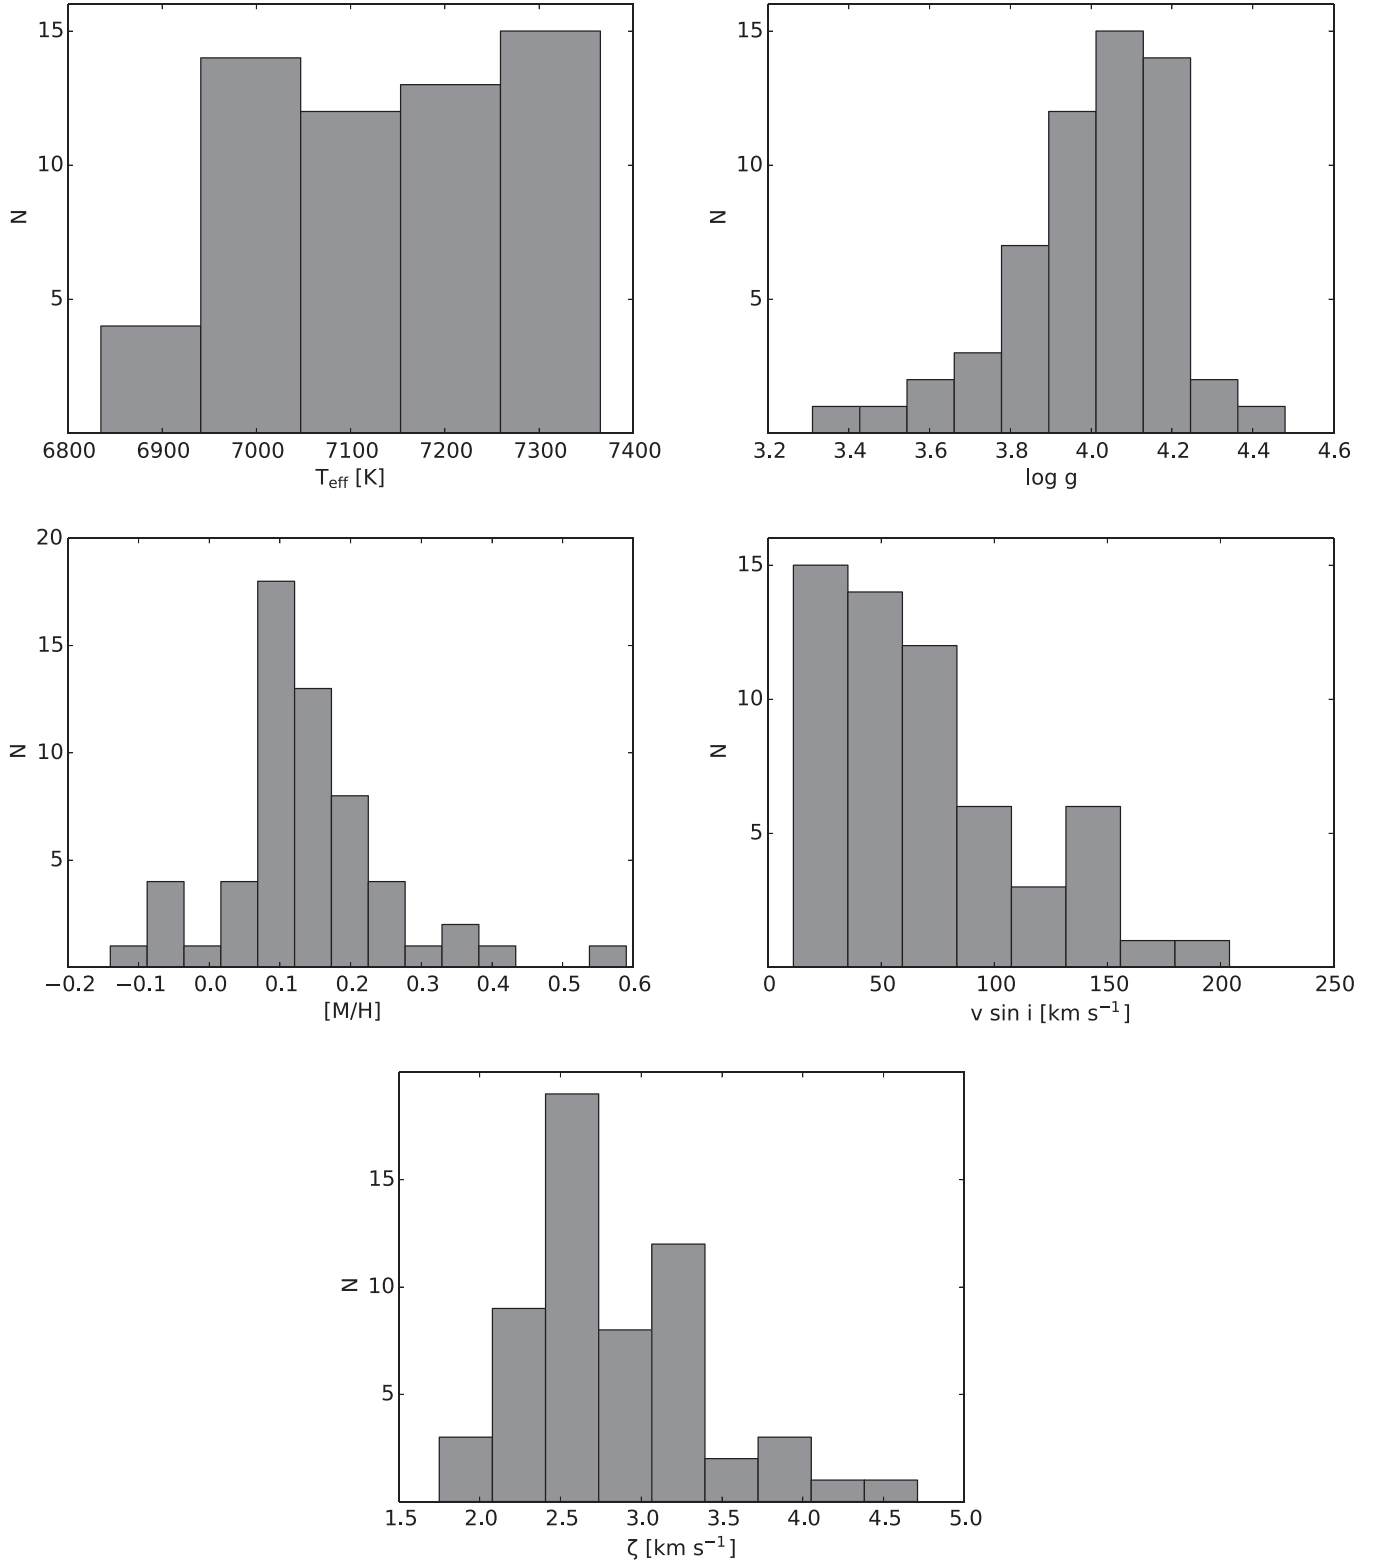 15
10
5
N
6800 6900 7000 7100 7200 7300 7400
T_eff [K]
15
10
5
N
3.2 3.4 3.6 3.8 4.0 4.2 4.4 4.6
log g
20
15
10
5
N
−0.2 −0.1 0.0 0.1 0.2 0.3 0.4 0.5 0.6
[M/H]
15
10
5
N
0 50 100 150 200 250
v sin i [km s⁻¹]
15
10
5
N
1.5 2.0 2.5 3.0 3.5 4.0 4.5 5.0
ζ [km s⁻¹]